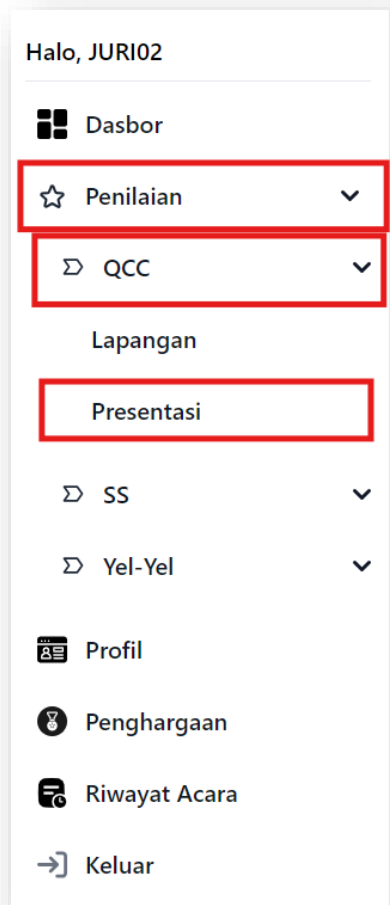 Halo, JURI02
Dasbor
Penilaian
QCC
Lapangan
Presentasi
SS
Yel-Yel
Profil
Penghargaan
Riwayat Acara
Keluar